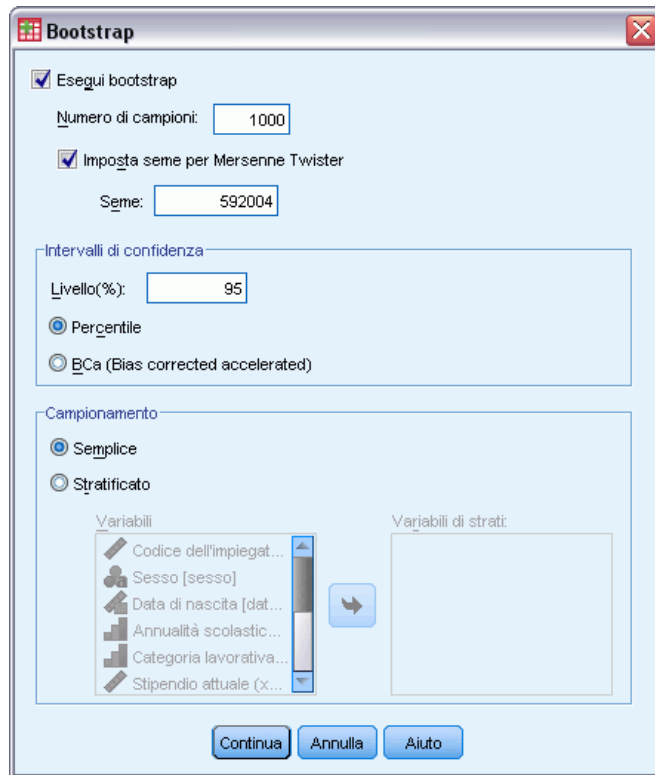 Bootstrap
Esegui bootstrap
Numero di campioni: 1000
Imposta seme per Mersenne Twister
Seme: 592004
Intervalli di confidenza
Livello(%): 95
Percentile
BCa (Bias corrected accelerated)
Campionamento
Semplice
Stratificato
Variabili
Variabili di strati:
Codice dell'impiegat...
Sesso [sesso]
Data di nascita [dat...
Annualità scolastic...
Categoria lavorativa...
Stipendio attuale (x...
Continua
Annulla
Aiuto